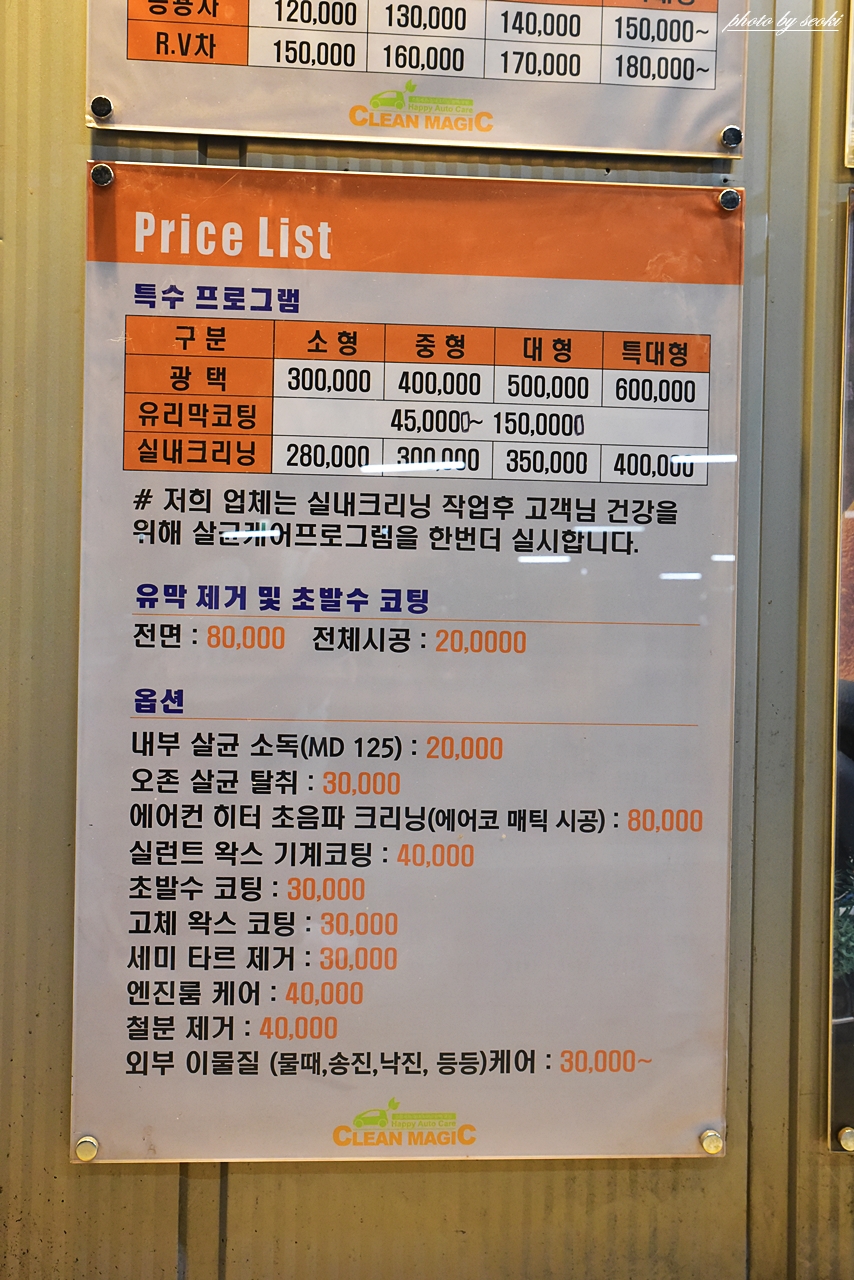 photo by seoki
승용차 120,000 130,000 140,000 150,000~
R.V차 150,000 160,000 170,000 180,000~
Happy Auto Care
CLEAN MAGIC
Price List
특수 프로그램
구 분 소 형 중 형 대 형 특대형
광 택 300,000 400,000 500,000 600,000
유리막코팅 45,0000~ 150,0000
실내크리닝 280,000 300,000 350,000 400,000
# 저희 업체는 실내크리닝 작업후 고객님 건강을
위해 살균케어프로그램을 한번더 실시합니다.
유막 제거 및 초발수 코팅
전면 : 80,000 전체시공 : 20,0000
옵션
내부 살균 소독(MD 125) : 20,000
오존 살균 탈취 : 30,000
에어컨 히터 초음파 크리닝(에어코 매틱 시공) : 80,000
실런트 왁스 기계코팅 : 40,000
초발수 코팅 : 30,000
고체 왁스 코팅 : 30,000
세미 타르 제거 : 30,000
엔진룸 케어 : 40,000
철분 제거 : 40,000
외부 이물질 (물때,송진,낙진, 등등)케어 : 30,000~
Happy Auto Care
CLEAN MAGIC